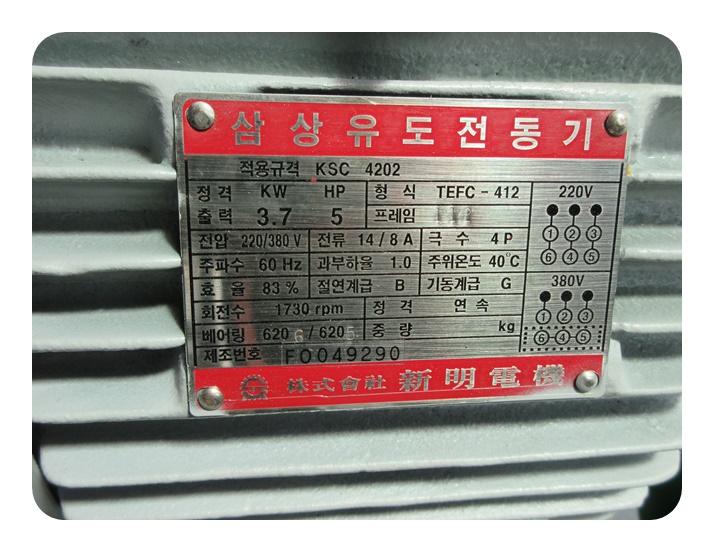 삼상유도전동기
적용규격 KSC 4202
정격 출력 KW 3.7 HP 5 형식 TEFC - 412
프레임 112
전압 220/380 V 전류 14 / 8 A 극수 4 P
주파수 60 Hz 과부하율 1.0 주위온도 40°C
효율 83 % 절연계급 B 기동계급 G
회전수 1730 rpm 정격 연속
베어링 6206 / 6205 중량 kg
제조번호 F0049290
220V
① ② ③
⑥ ④ ⑤
380V
① ② ③
⑥ ④ ⑤
株式會社 新明電機